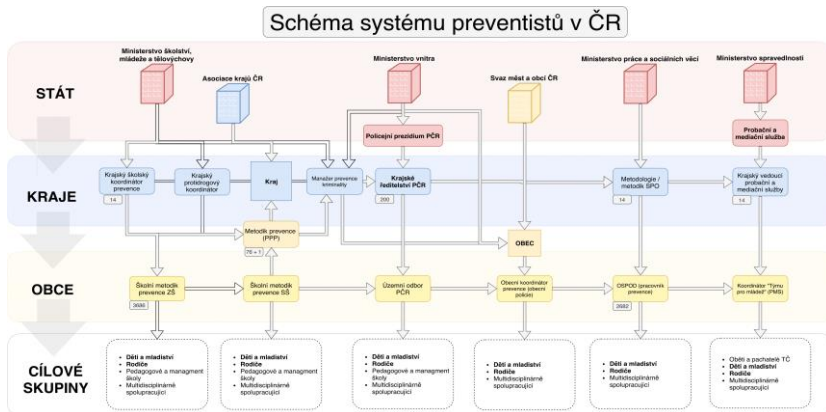 Schéma systému preventistů v ČR
STÁT
Ministerstvo školství,
mládeže a tělovýchovy
Asociace krajů ČR
Ministerstvo vnitra
Svaz měst a obcí ČR
Ministerstvo práce a sociálních věcí
Ministerstvo spravedlnosti
Policejní prezidium PČR
Probační a
mediační služba
KRAJE
Krajský školský
koordinátor
prevence
14
Krajský
protidrogový
koordinátor
Kraj
Manažer prevence
kriminality
Krajské
ředitelství PČR
200
Metodologie /
metodik SPO
14
Krajský vedoucí
probační a
mediační služby
14
Metodik prevence
(PPP)
76 + 1
OBEC
OBCE
Školní metodik
prevence ZŠ
Školní metodik
prevence SŠ
Územní odbor
PČR
Obecní koordinátor
prevence (obecní
policie)
OSPOD (pracovník
prevence)
2682
Koordinátor "Týmu
pro mládež" (PMS)
CÍLOVÉ
SKUPINY
• Děti a mladiství
• Rodiče
• Pedagogové a managment
školy
• Multidisciplinárně
spolupracující
• Děti a mladiství
• Rodiče
• Pedagogové a managment
školy
• Multidisciplinárně
spolupracující
• Děti a mladiství
• Rodiče
• Pedagogové a managment
školy
• Multidisciplinárně
spolupracující
• Děti a mladiství
• Rodiče
• Multidisciplinárně
spolupracující
• Děti a mladiství
• Rodiče
• Multidisciplinárně
spolupracující
• Oběti a pachatelé TČ
• Děti a mladiství
• Rodiče
• Multidisciplinárně
spolupracující